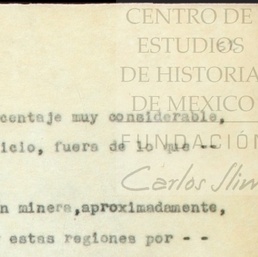 CENTRO DE
ESTUDIOS
DE HISTORIA
DE MEXICO
FUNDACIÓN
Carlos Slim
centaje muy considerable,
icio, fuera de lo que --
n minera,aproximadamente,
estas regiones por - -